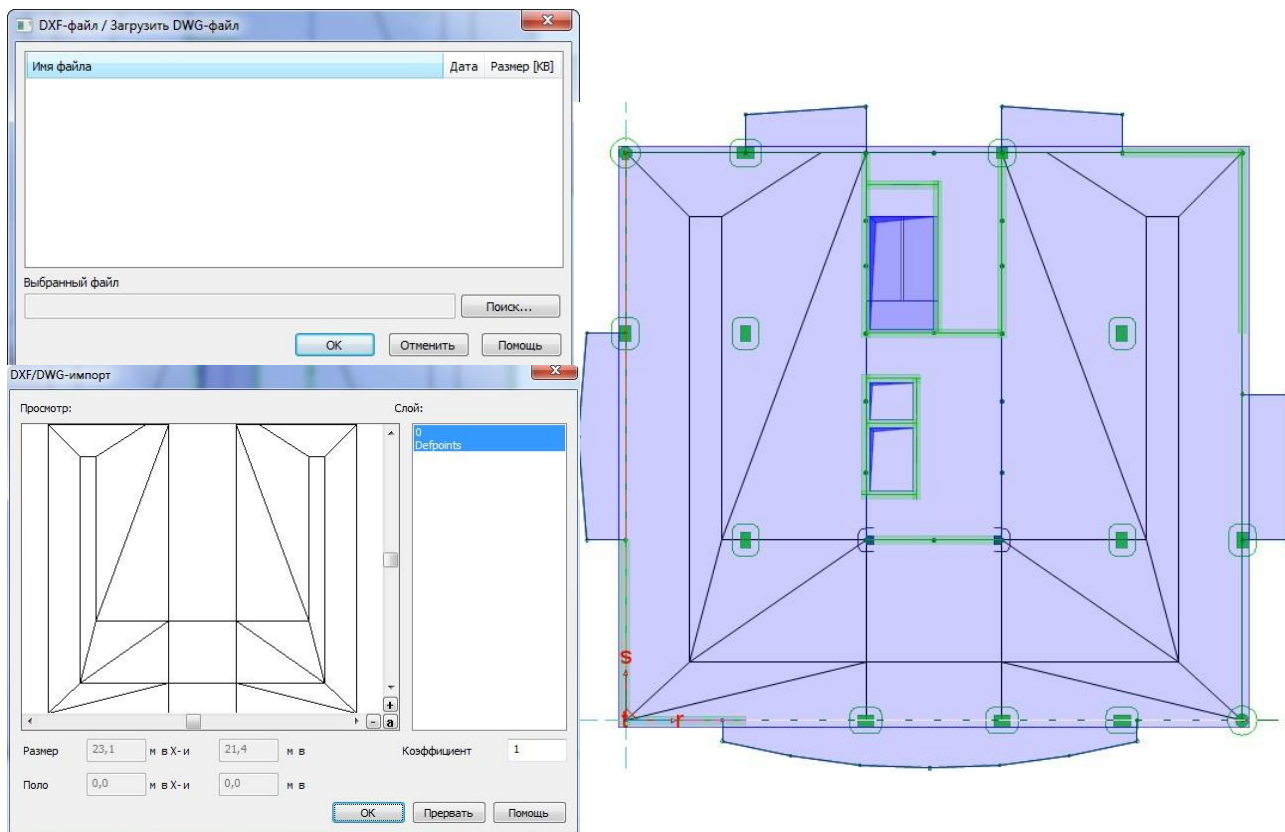 DXF-файл / Загрузить DWG-файл
Имя файла Дата Размер [KB]
Выбранный файл
Поиск...
OK Отменить Помощь
DXF/DWG-импорт
Просмотр: Слой:
0
Defpoints
+
- a
Размер 23,1 м в X- и 21,4 м в Коэффициент 1
Поло 0,0 м в X- и 0,0 м в
OK Прервать Помощь
s
t r